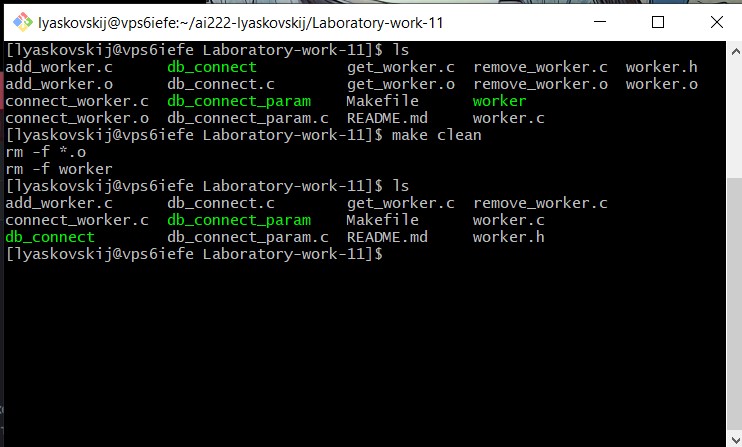 lyaskovskij@vps6iefe:~/ai222-lyaskovskij/Laboratory-work-11
[lyaskovskij@vps6iefe Laboratory-work-11]$ ls
add_worker.c      db_connect          get_worker.c  remove_worker.c  worker.h
add_worker.o      db_connect.c        get_worker.o  remove_worker.o  worker.o
connect_worker.c  db_connect_param    Makefile      worker
connect_worker.o  db_connect_param.c  README.md     worker.c
[lyaskovskij@vps6iefe Laboratory-work-11]$ make clean
rm -f *.o
rm -f worker
[lyaskovskij@vps6iefe Laboratory-work-11]$ ls
add_worker.c      db_connect.c        get_worker.c  remove_worker.c
connect_worker.c  db_connect_param    Makefile      worker.c
db_connect        db_connect_param.c  README.md     worker.h
[lyaskovskij@vps6iefe Laboratory-work-11]$